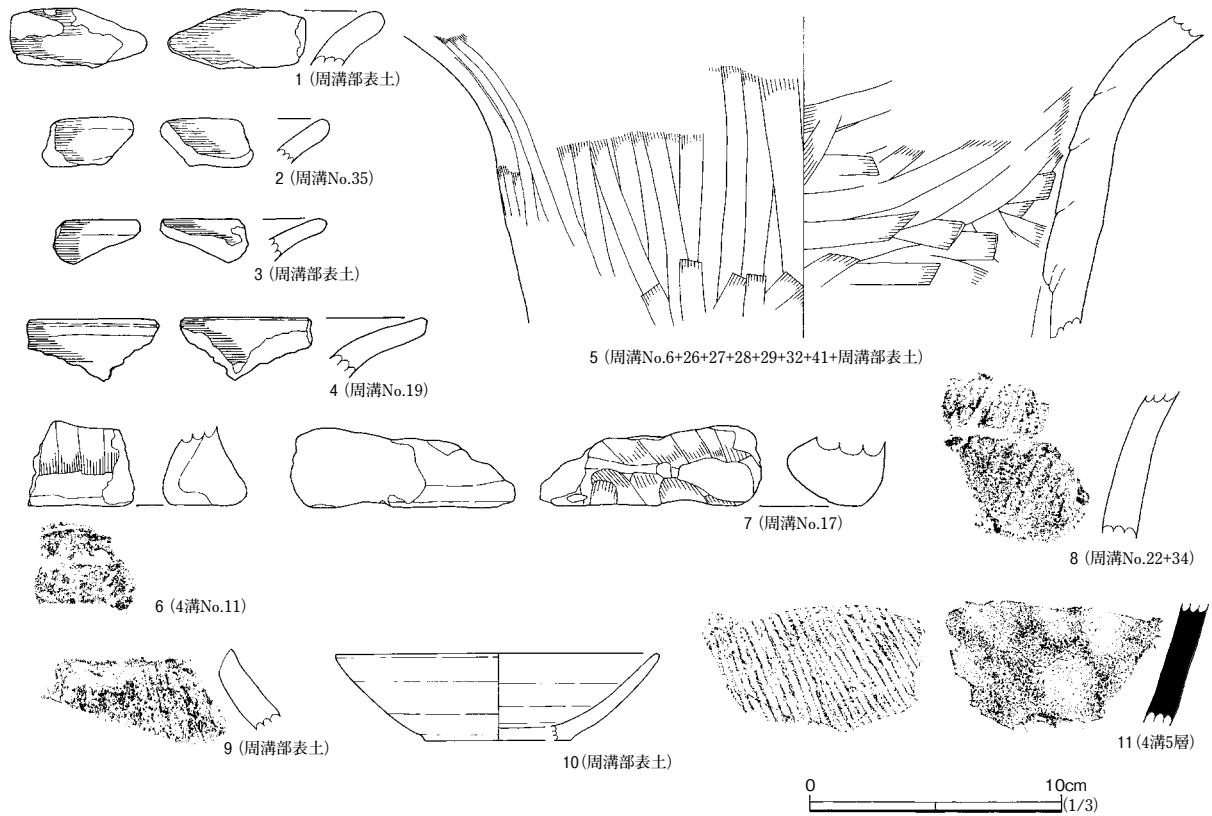 1 (周溝部表土)
2 (周溝No.35)
3 (周溝部表土)
4 (周溝No.19)
5 (周溝No.6+26+27+28+29+32+41+周溝部表土)
6 (4溝No.11)
7 (周溝No.17)
8 (周溝No.22+34)
9 (周溝部表土)
10 (周溝部表土)
11 (4溝5層)
0 10cm
(1/3)